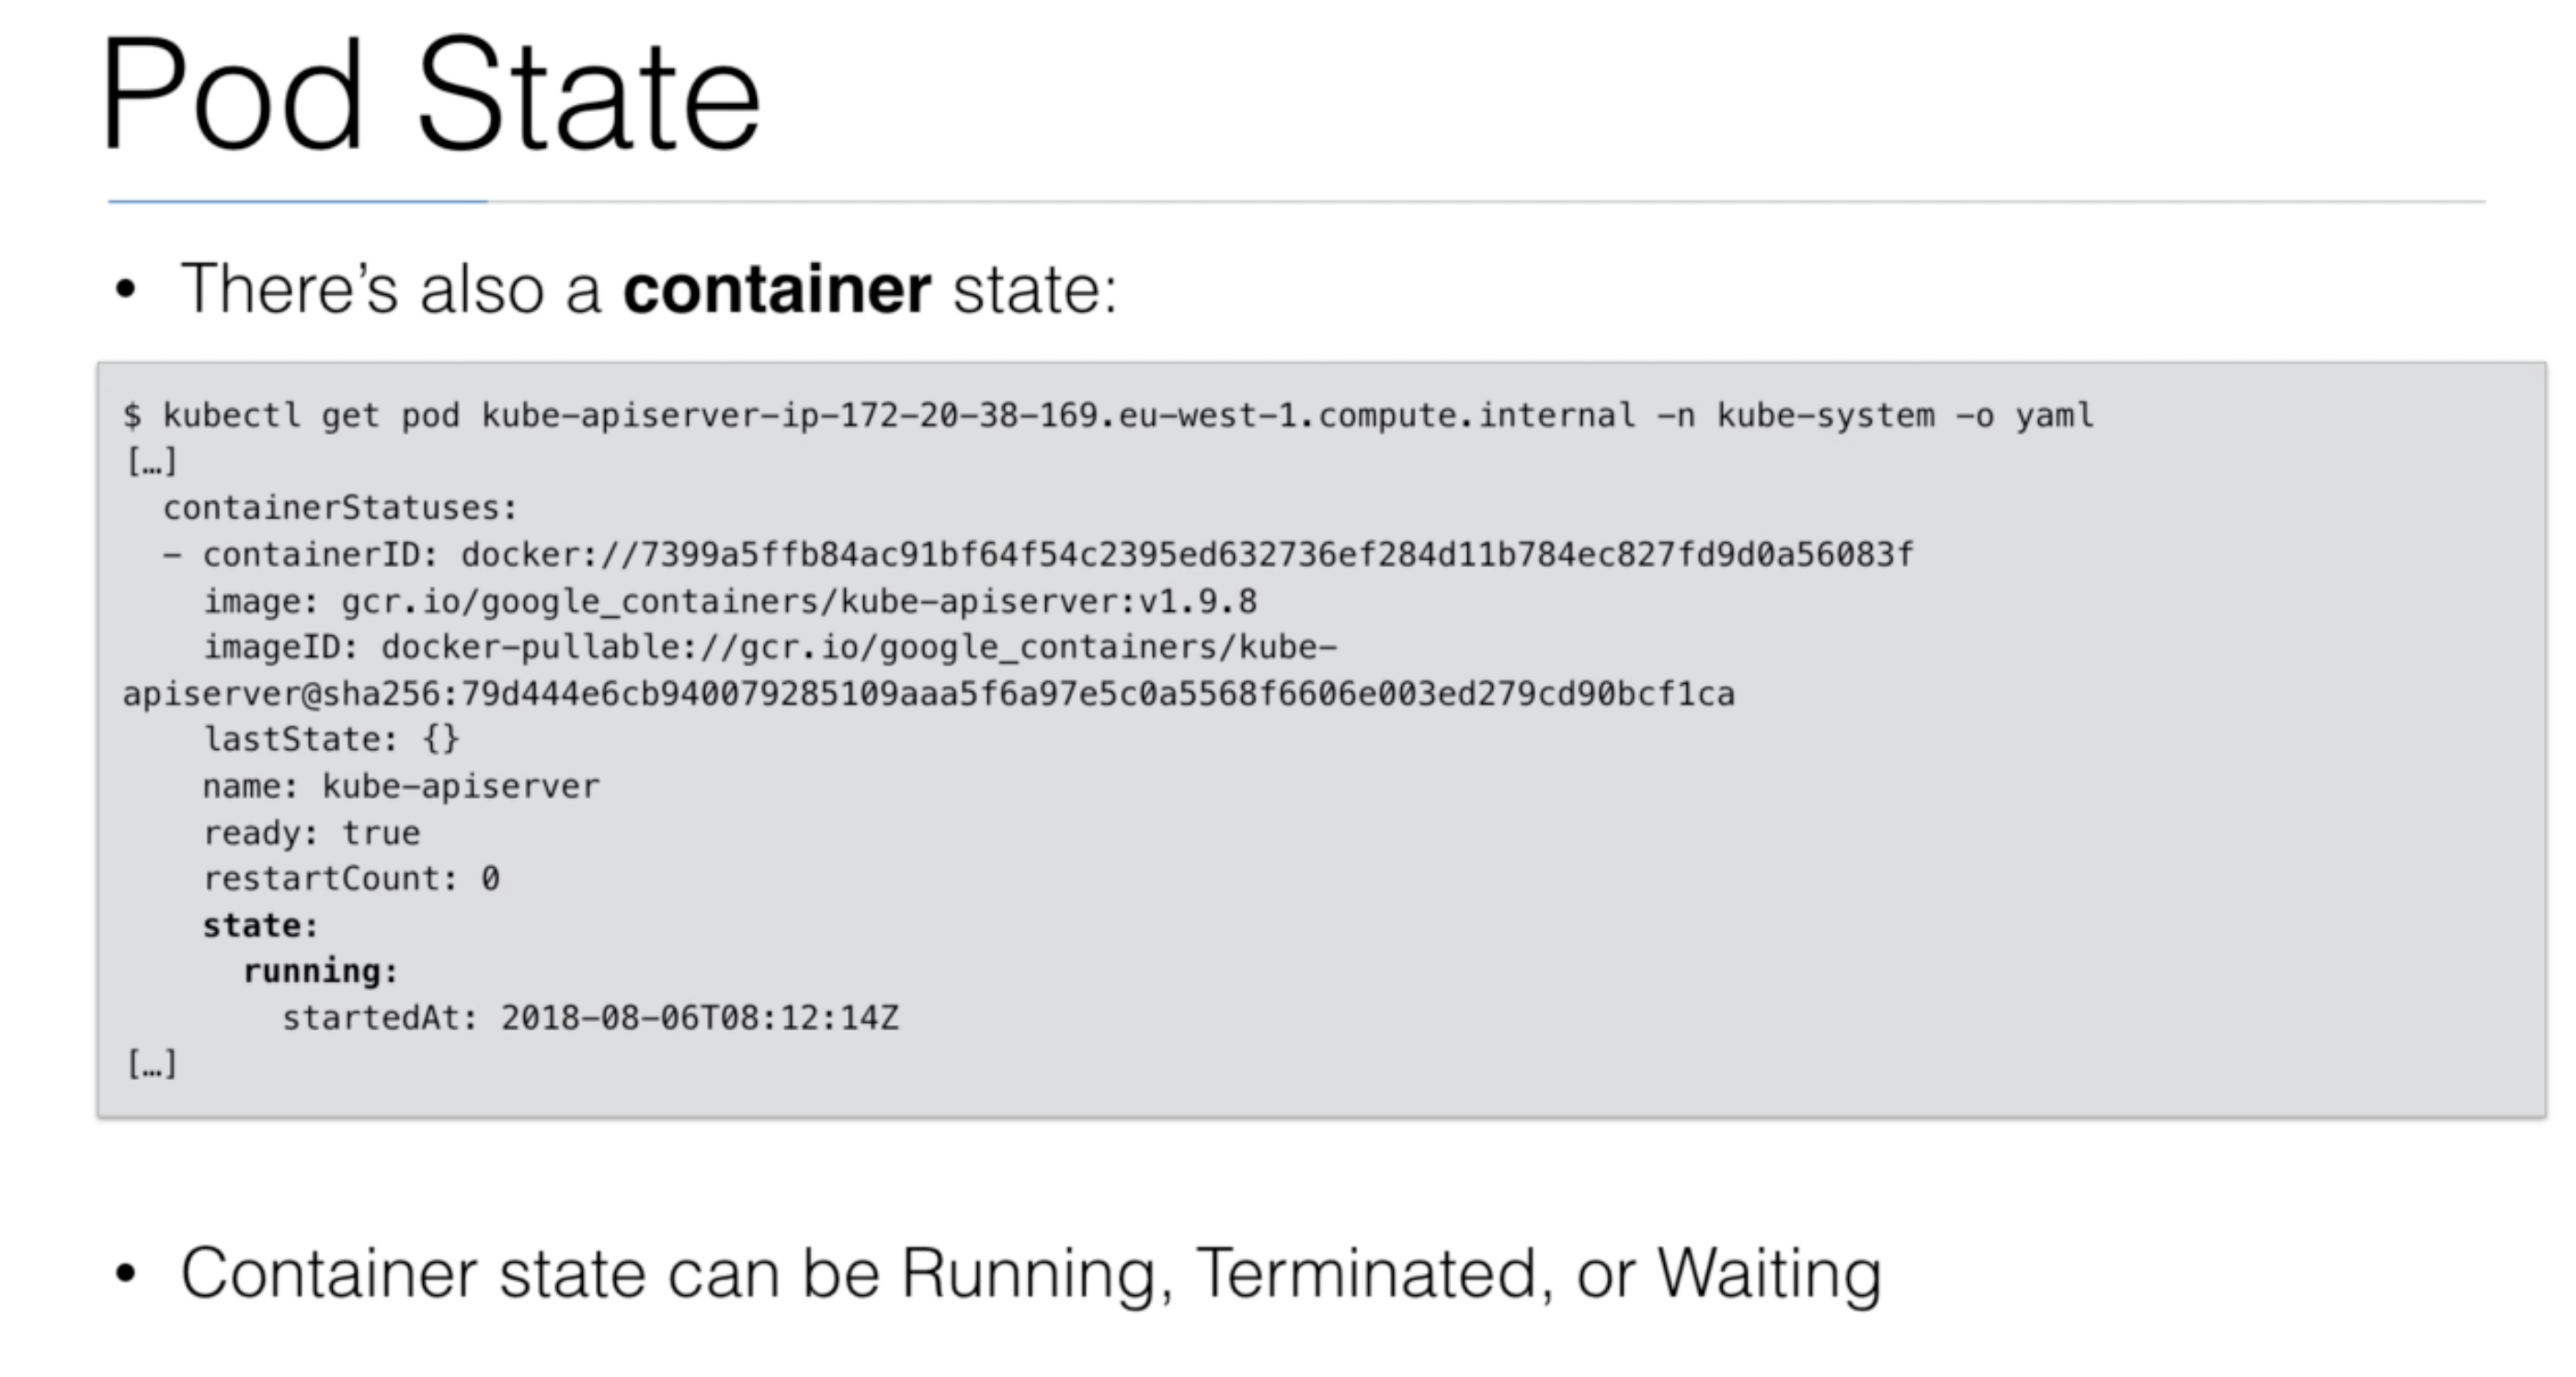 Pod State
• There’s also a container state:
$ kubectl get pod kube-apiserver-ip-172-20-38-169.eu-west-1.compute.internal -n kube-system -o yaml
[…]
  containerStatuses:
  - containerID: docker://7399a5ffb84ac91bf64f54c2395ed632736ef284d11b784ec827fd9d0a56083f
    image: gcr.io/google_containers/kube-apiserver:v1.9.8
    imageID: docker-pullable://gcr.io/google_containers/kube-
apiserver@sha256:79d444e6cb940079285109aaa5f6a97e5c0a5568f6606e003ed279cd90bcf1ca
    lastState: {}
    name: kube-apiserver
    ready: true
    restartCount: 0
    state:
      running:
        startedAt: 2018-08-06T08:12:14Z
[…]
• Container state can be Running, Terminated, or Waiting